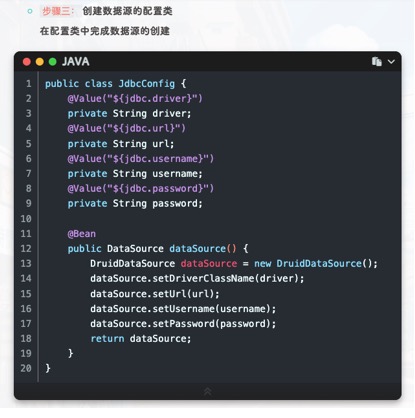 步骤三： 创建数据源的配置类
在配置类中完成数据源的创建
JAVA
1 public class JdbcConfig {
2     @Value("${jdbc.driver}")
3     private String driver;
4     @Value("${jdbc.url}")
5     private String url;
6     @Value("${jdbc.username}")
7     private String username;
8     @Value("${jdbc.password}")
9     private String password;
10
11     @Bean
12     public DataSource dataSource() {
13         DruidDataSource dataSource = new DruidDataSource();
14         dataSource.setDriverClassName(driver);
15         dataSource.setUrl(url);
16         dataSource.setUsername(username);
17         dataSource.setPassword(password);
18         return dataSource;
19     }
20 }